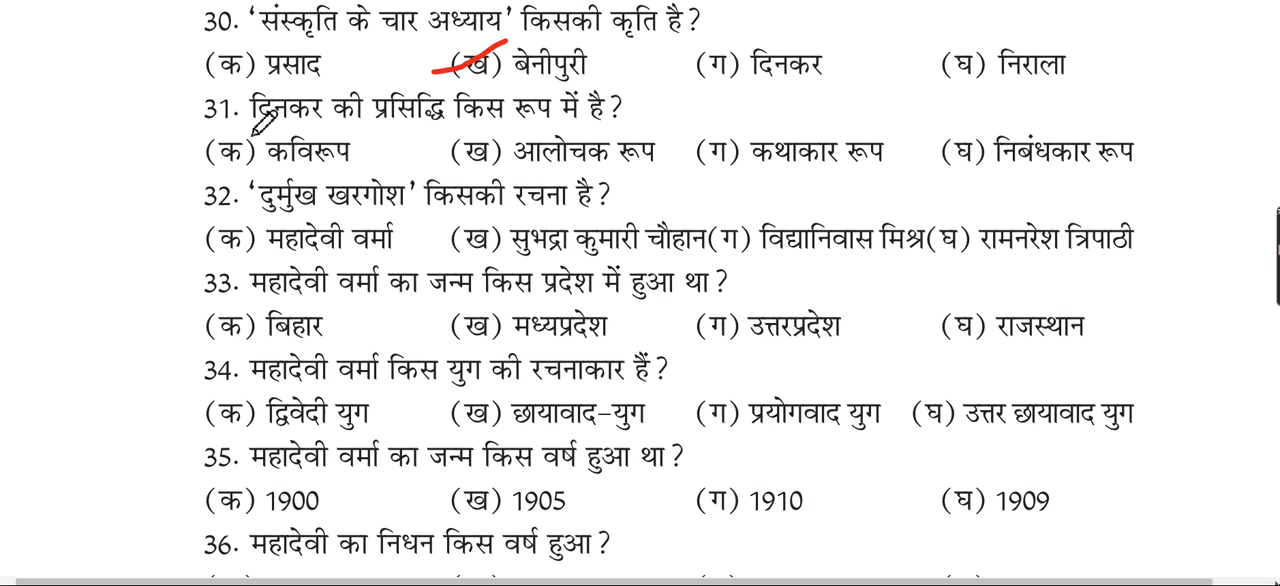 30. ‘संस्कृति के चार अध्याय’ किसकी कृति है?
(क) प्रसाद (ख) बेनीपुरी (ग) दिनकर (घ) निराला
31. दिनकर की प्रसिद्धि किस रूप में है?
(क) कविरूप (ख) आलोचक रूप (ग) कथाकार रूप (घ) निबंधकार रूप
32. ‘दुर्मुख खरगोश’ किसकी रचना है?
(क) महादेवी वर्मा (ख) सुभद्रा कुमारी चौहान(ग) विद्यानिवास मिश्र(घ) रामनरेश त्रिपाठी
33. महादेवी वर्मा का जन्म किस प्रदेश में हुआ था?
(क) बिहार (ख) मध्यप्रदेश (ग) उत्तरप्रदेश (घ) राजस्थान
34. महादेवी वर्मा किस युग की रचनाकार हैं?
(क) द्विवेदी युग (ख) छायावाद-युग (ग) प्रयोगवाद युग (घ) उत्तर छायावाद युग
35. महादेवी वर्मा का जन्म किस वर्ष हुआ था?
(क) 1900 (ख) 1905 (ग) 1910 (घ) 1909
36. महादेवी का निधन किस वर्ष हुआ?